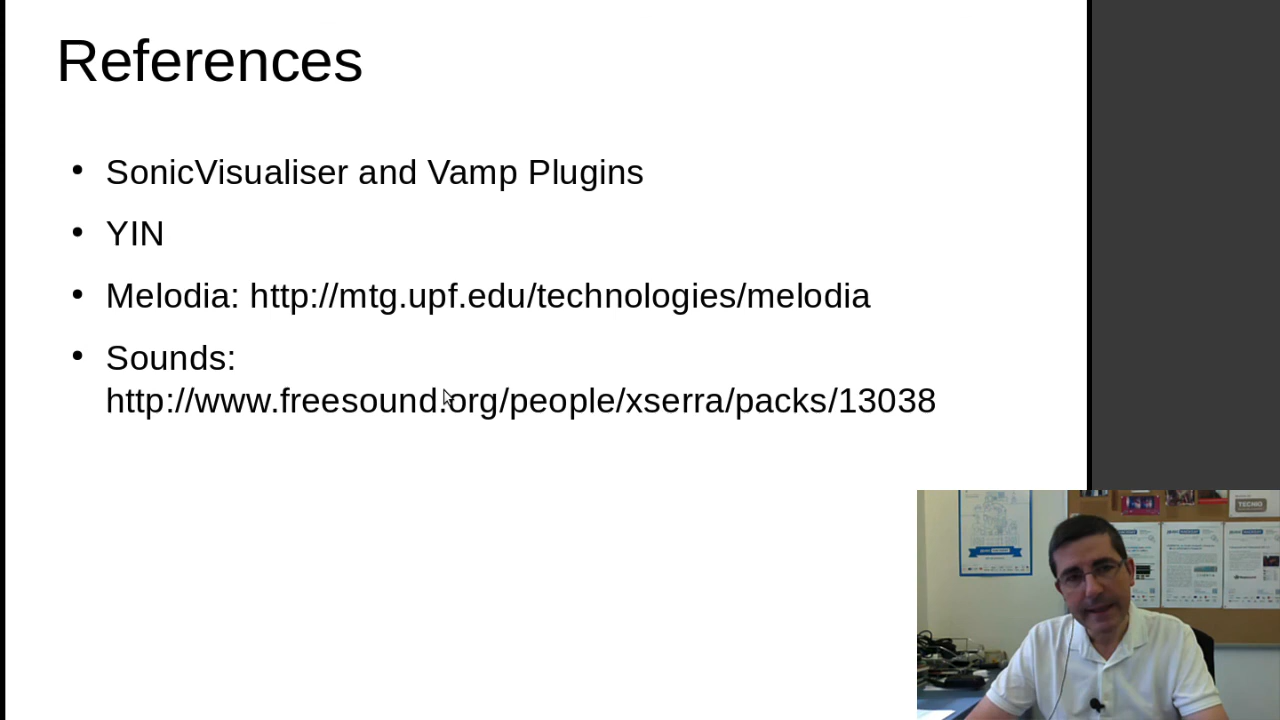 References
• SonicVisualiser and Vamp Plugins
• YIN
• Melodia: http://mtg.upf.edu/technologies/melodia
• Sounds:
http://www.freesound.org/people/xserra/packs/13038
TECNIO